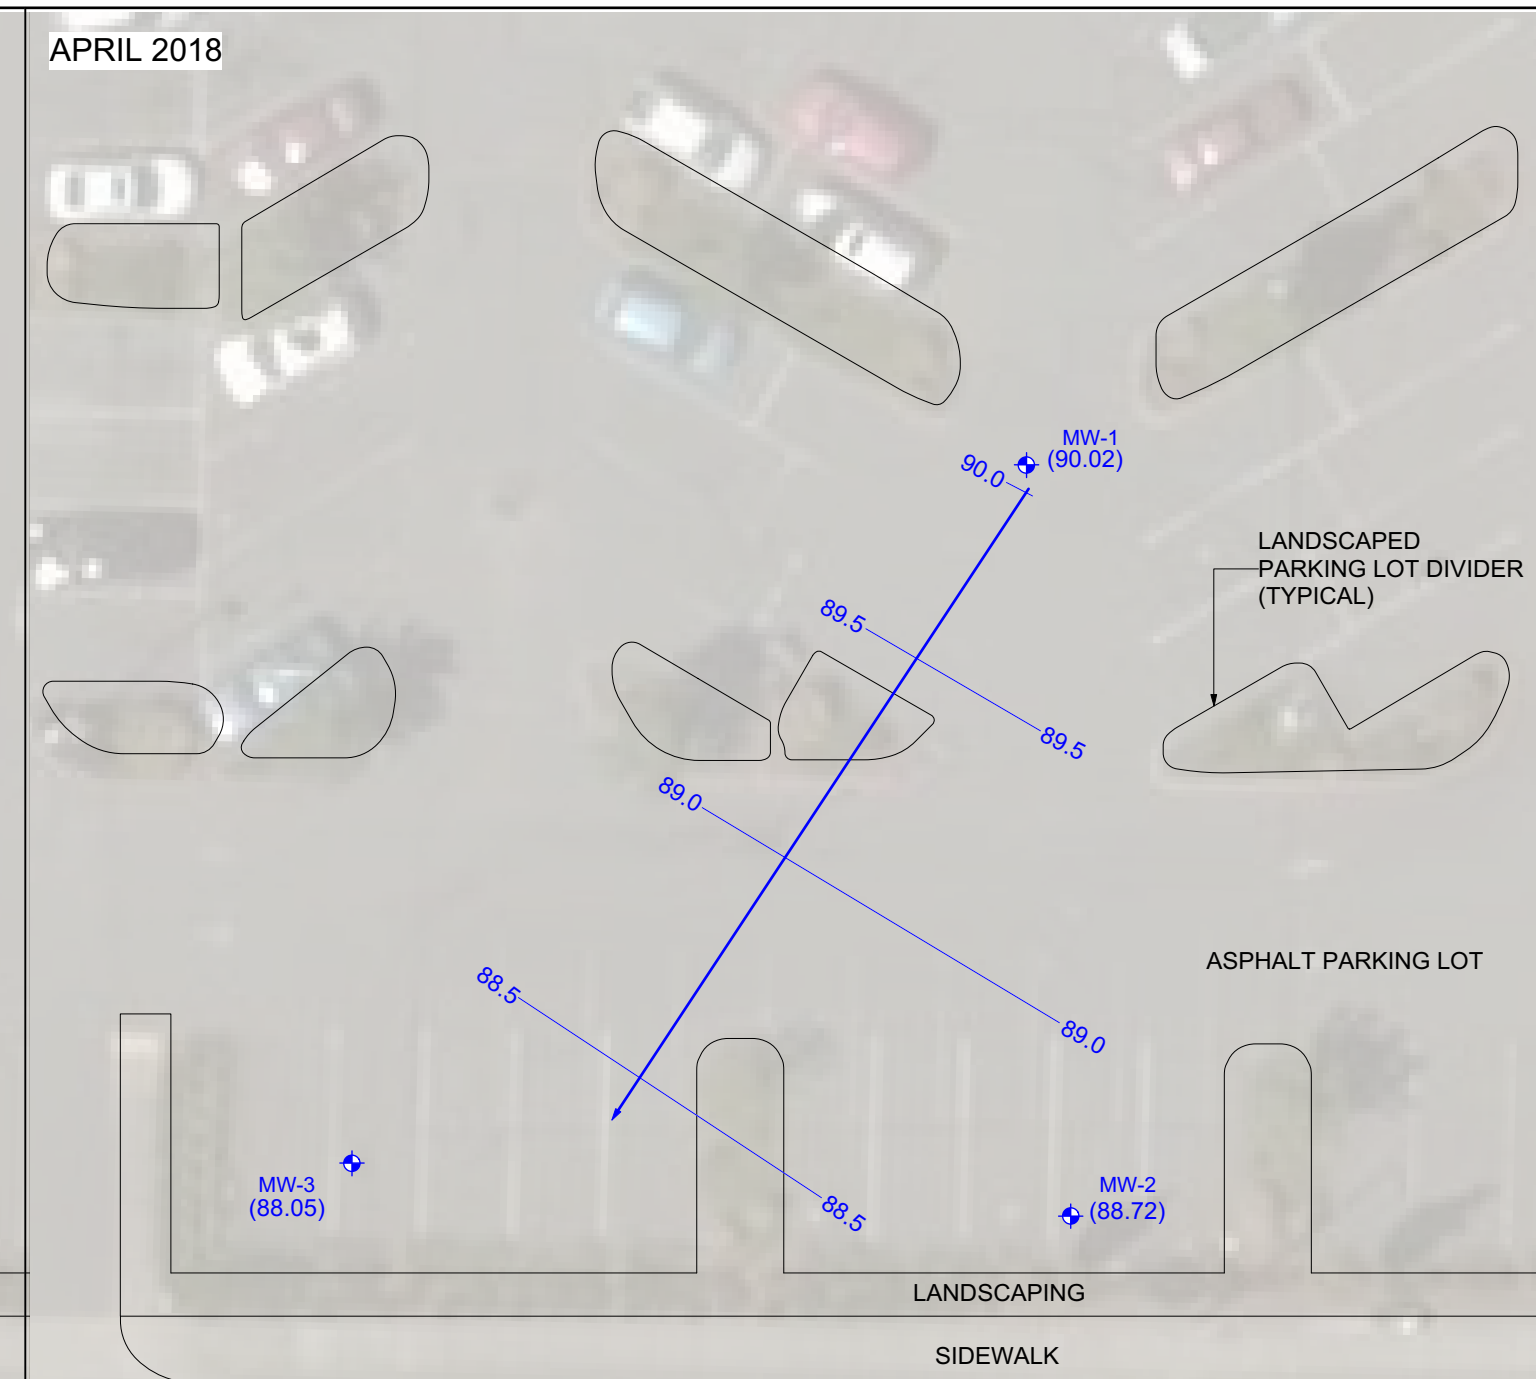 APRIL 2018
MW-1
(90.02)
90.0
LANDSCAPED
PARKING LOT DIVIDER
(TYPICAL)
89.5
89.5
89.0
ASPHALT PARKING LOT
88.5
89.0
MW-3
(88.05)
MW-2
(88.72)
88.5
LANDSCAPING
SIDEWALK